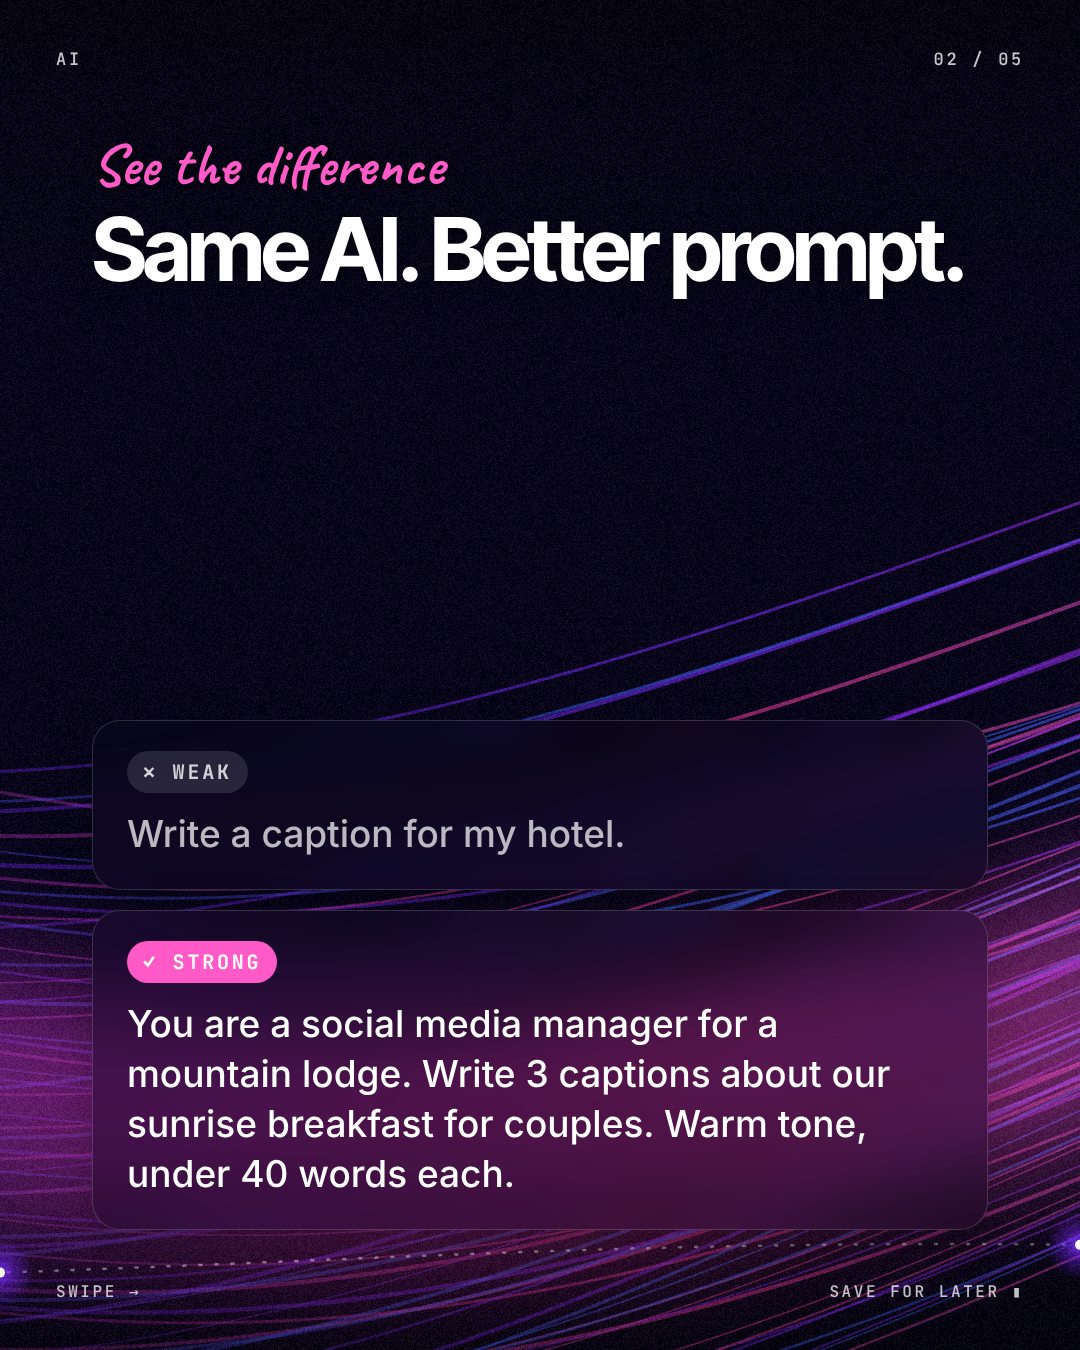 AI
02 / 05
See the difference
Same AI. Better prompt.
× WEAK
Write a caption for my hotel.
✓ STRONG
You are a social media manager for a
mountain lodge. Write 3 captions about our
sunrise breakfast for couples. Warm tone,
under 40 words each.
SWIPE →
SAVE FOR LATER ▮